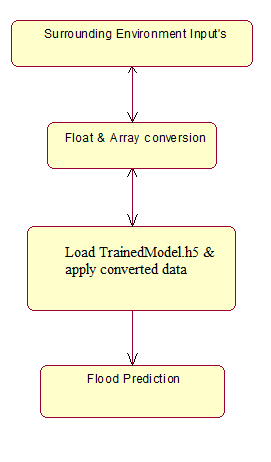 Surrounding Environment Input's
Float & Array conversion
Load TrainedModel.h5 &
apply converted data
Flood Prediction